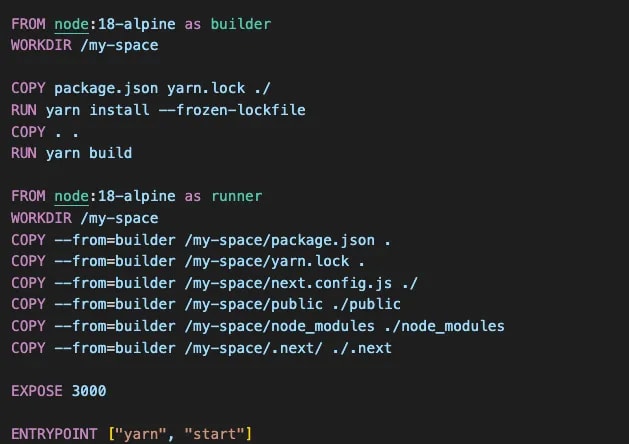 FROM node:18-alpine as builder
WORKDIR /my-space
COPY package.json yarn.lock ./
RUN yarn install --frozen-lockfile
COPY . .
RUN yarn build
FROM node:18-alpine as runner
WORKDIR /my-space
COPY --from=builder /my-space/package.json .
COPY --from=builder /my-space/yarn.lock .
COPY --from=builder /my-space/next.config.js ./
COPY --from=builder /my-space/public ./public
COPY --from=builder /my-space/node_modules ./node_modules
COPY --from=builder /my-space/.next/ ./.next
EXPOSE 3000
ENTRYPOINT ["yarn", "start"]